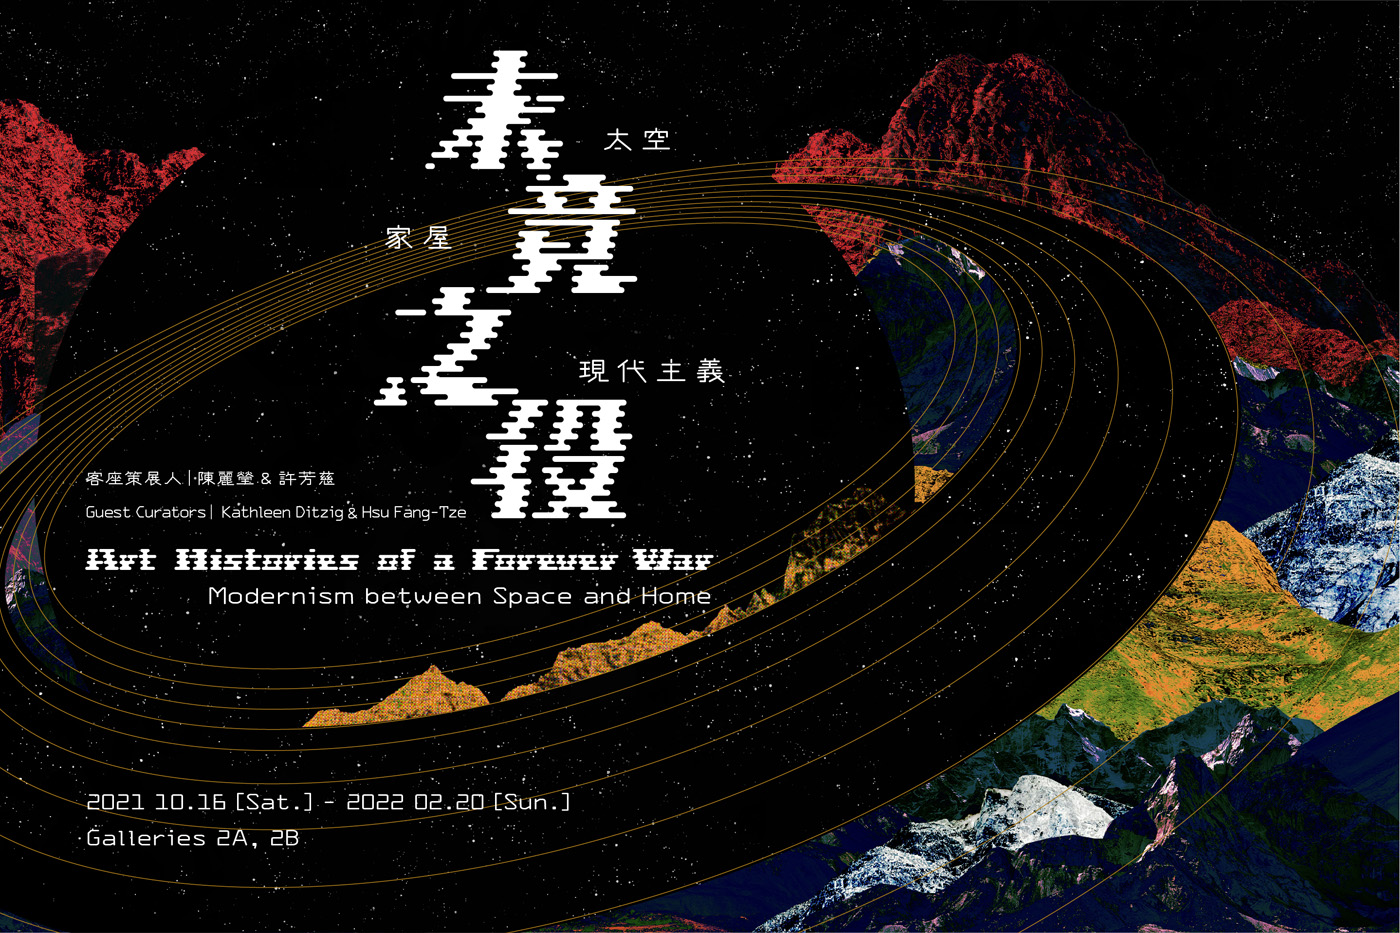 未完之役
太空
家屋
現代主義
客座策展人|陳麗瑩 & 許芳慈
Guest Curators| Kathleen Ditzig & Hsu Fang-Tze
Art Histories of a Forever War
Modernism between Space and Home
2021 10.16 [Sat.] - 2022 02.20 [Sun.]
Galleries 2A, 2B